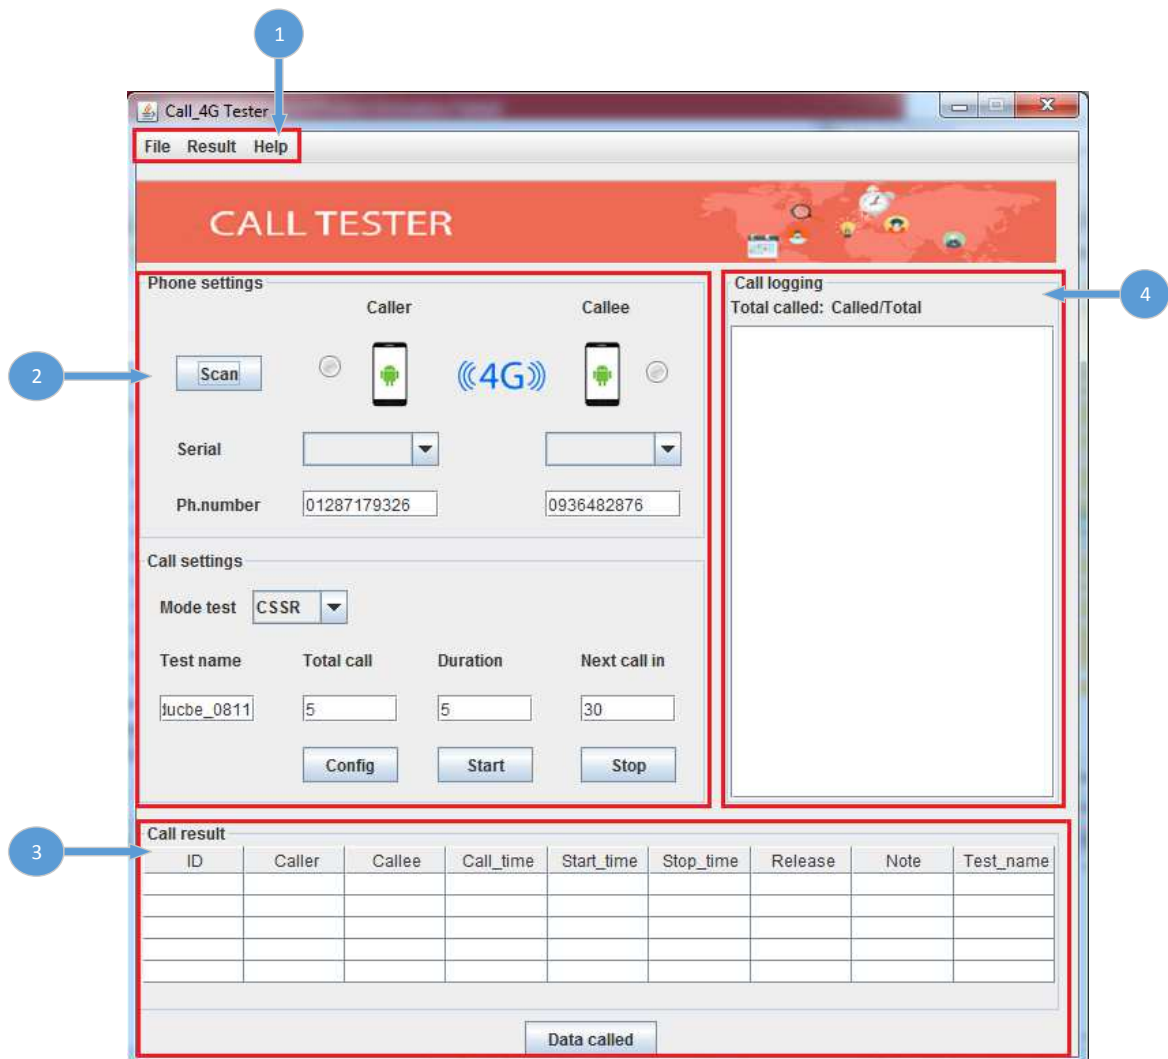 1
Call_4G Tester
File Result Help
CALL TESTER
Phone settings
Caller Callee
2
Scan
((4G))
Serial
Ph.number 01287179326 0936482876
Call settings
Mode test CSSR
Test name Total call Duration Next call in
ducbe_0811 5 5 30
Config Start Stop
Call logging
4
Total called: Called/Total
3
Call result
ID Caller Callee Call_time Start_time Stop_time Release Note Test_name
Data called